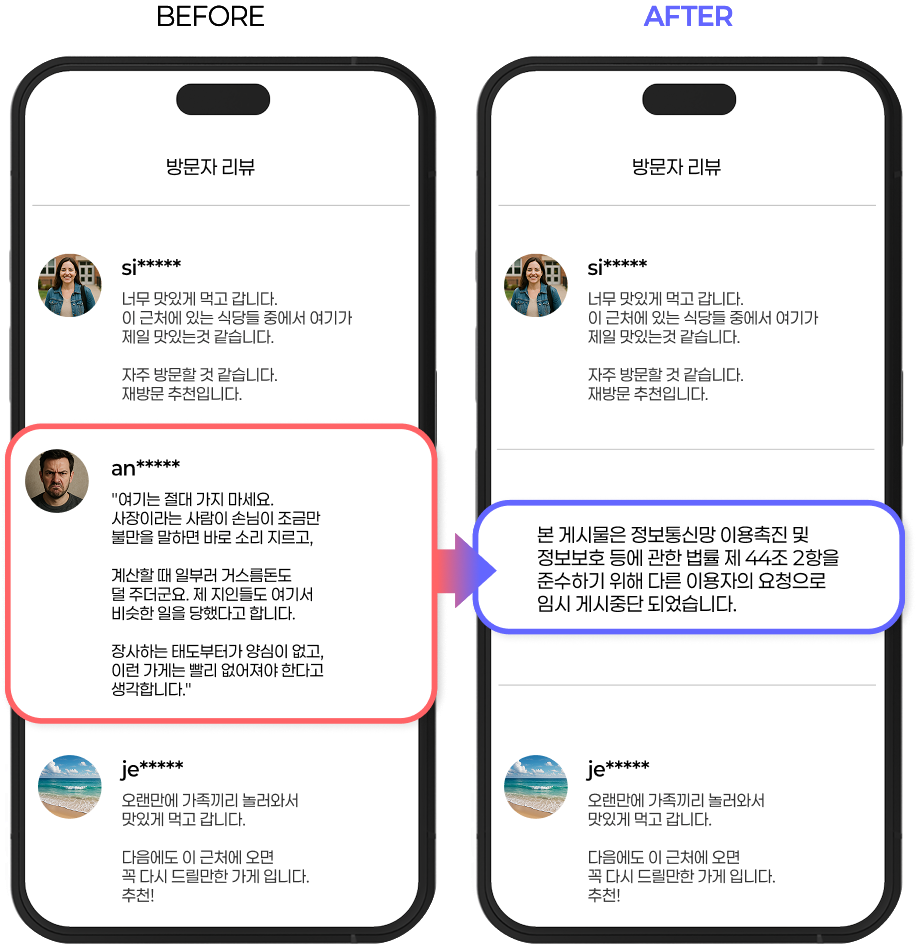 BEFORE
방문자 리뷰
si*****
너무 맛있게 먹고 갑니다.
이 근처에 있는 식당들 중에서 여기가
제일 맛있는것 같습니다.
자주 방문할 것 같습니다.
재방문 추천입니다.
an*****
"여기는 절대 가지 마세요.
사장이라는 사람이 손님이 조금만
불만을 말하면 바로 소리 지르고,
계산할 때 일부러 거스름돈도
덜 주더군요. 제 지인들도 여기서
비슷한 일을 당했다고 합니다.
장사하는 태도부터가 양심이 없고,
이런 가게는 빨리 없어져야 한다고
생각합니다."
je*****
오랜만에 가족끼리 놀러와서
맛있게 먹고 갑니다.
다음에도 이 근처에 오면
꼭 다시 드릴만한 가게 입니다.
추천!
AFTER
방문자 리뷰
si*****
너무 맛있게 먹고 갑니다.
이 근처에 있는 식당들 중에서 여기가
제일 맛있는것 같습니다.
자주 방문할 것 같습니다.
재방문 추천입니다.
본 게시물은 정보통신망 이용촉진 및
정보보호 등에 관한 법률 제 44조 2항을
준수하기 위해 다른 이용자의 요청으로
임시 게시중단 되었습니다.
je*****
오랜만에 가족끼리 놀러와서
맛있게 먹고 갑니다.
다음에도 이 근처에 오면
꼭 다시 드릴만한 가게 입니다.
추천!